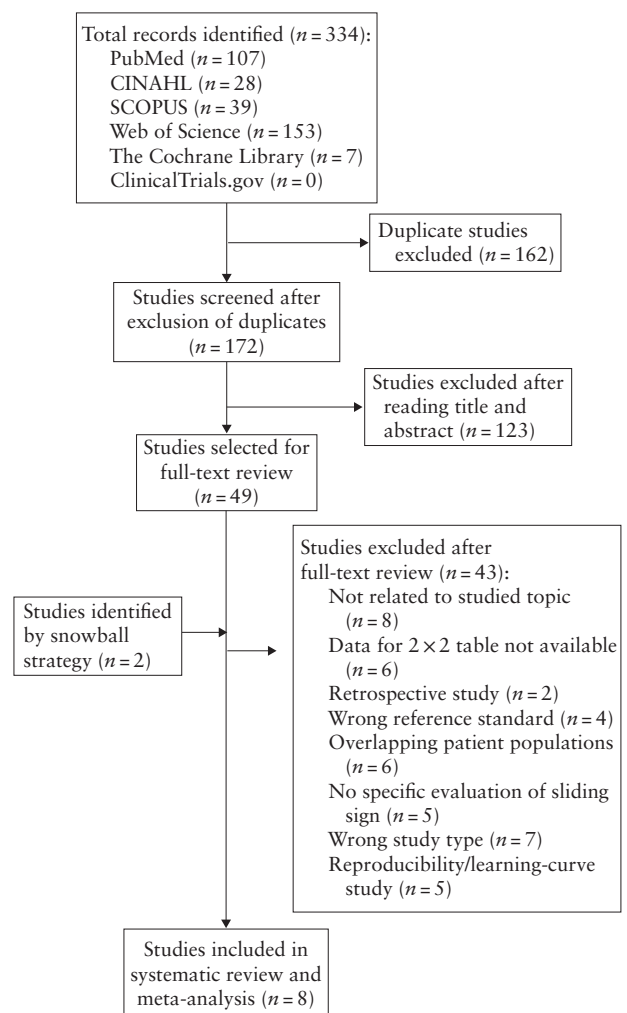 Total records identified (n = 334):
PubMed (n = 107)
CINAHL (n = 28)
SCOPUS (n = 39)
Web of Science (n = 153)
The Cochrane Library (n = 7)
ClinicalTrials.gov (n = 0)
Duplicate studies
excluded (n = 162)
Studies screened after
exclusion of duplicates
(n = 172)
Studies excluded after
reading title and
abstract (n = 123)
Studies selected for
full-text review
(n = 49)
Studies identified
by snowball
strategy (n = 2)
Studies excluded after
full-text review (n = 43):
Not related to studied topic
(n = 8)
Data for 2 × 2 table not available
(n = 6)
Retrospective study (n = 2)
Wrong reference standard (n = 4)
Overlapping patient populations
(n = 6)
No specific evaluation of sliding
sign (n = 5)
Wrong study type (n = 7)
Reproducibility/learning-curve
study (n = 5)
Studies included in
systematic review and
meta-analysis (n = 8)